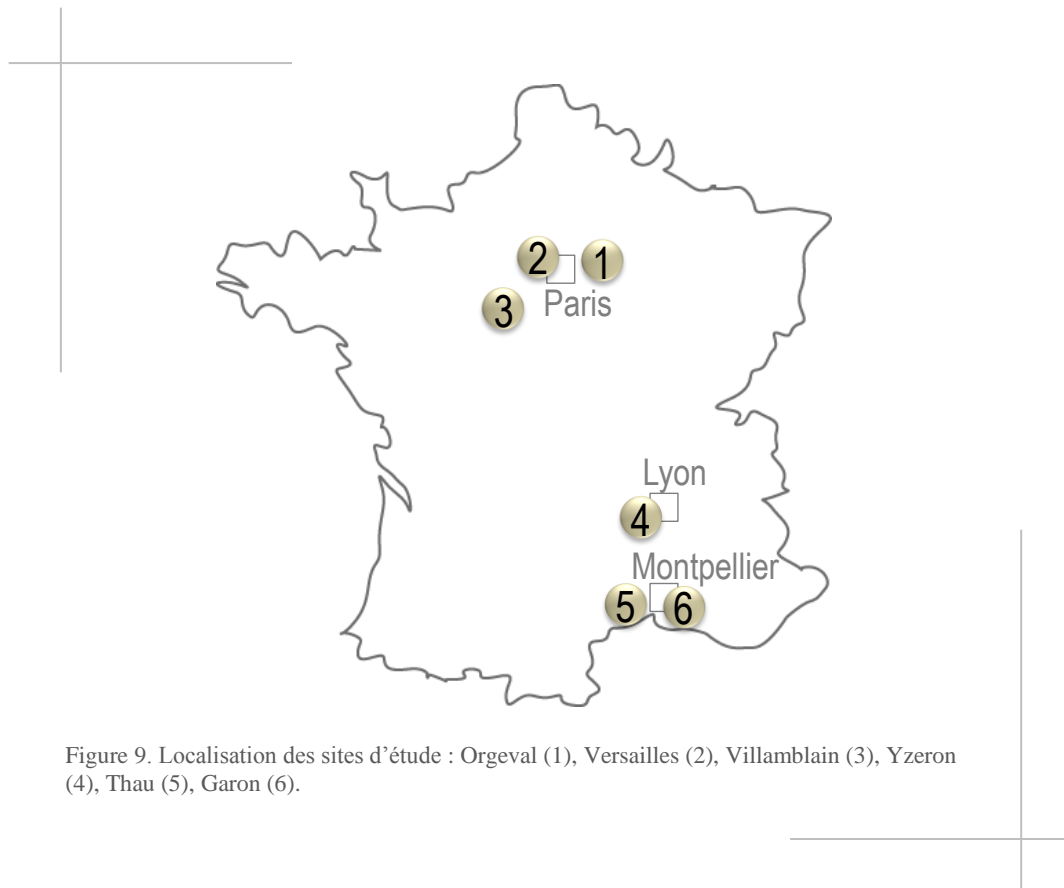 2
1
Paris
3
Lyon
4
Montpellier
5
6
Figure 9. Localisation des sites d’étude : Orgeval (1), Versailles (2), Villamblain (3), Yzeron
(4), Thau (5), Garon (6).